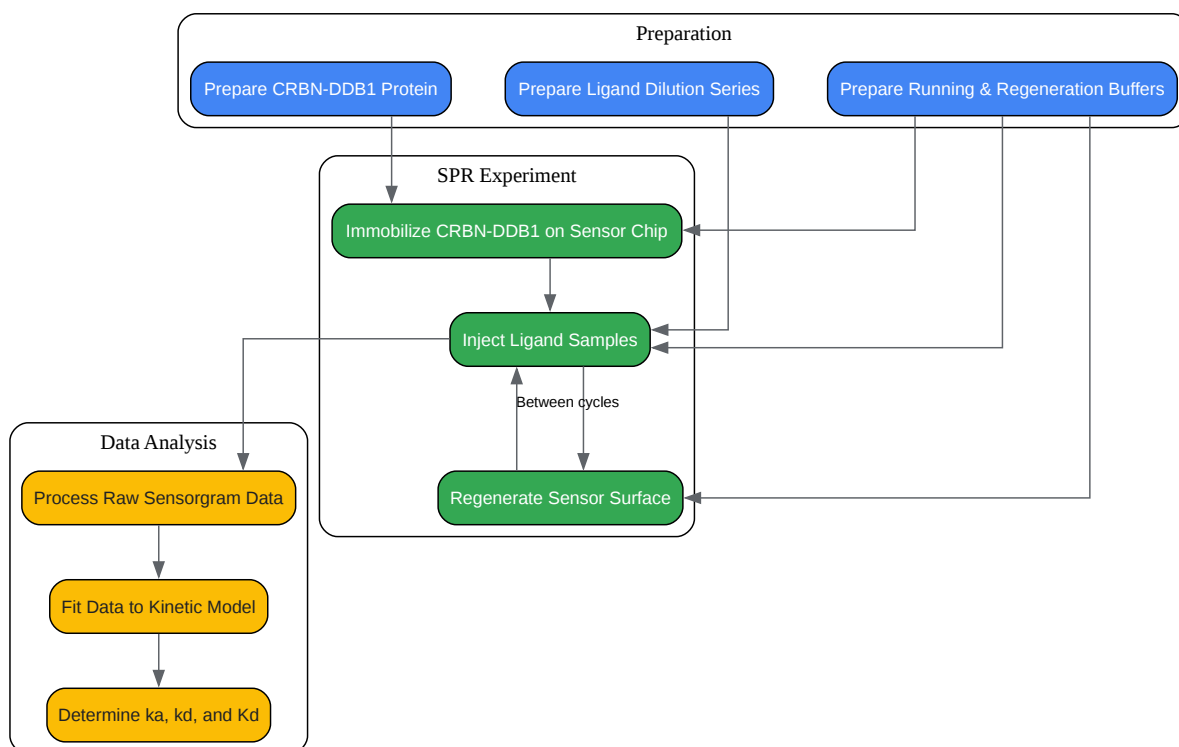 Preparation
Prepare CRBN-DDB1 Protein
Prepare Ligand Dilution Series
Prepare Running & Regeneration Buffers
SPR Experiment
Immobilize CRBN-DDB1 on Sensor Chip
Inject Ligand Samples
Between cycles
Regenerate Sensor Surface
Data Analysis
Process Raw Sensorgram Data
Fit Data to Kinetic Model
Determine ka, kd, and Kd